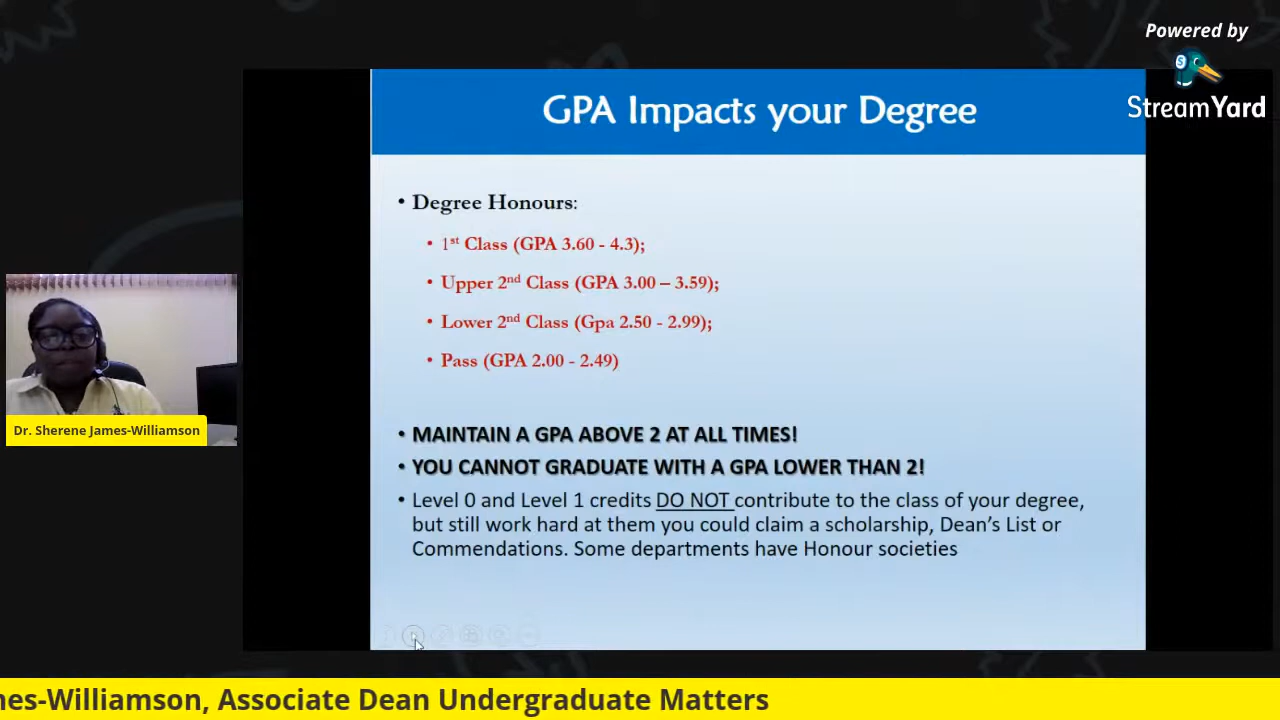 Powered by
StreamYard
GPA Impacts your Degree
• Degree Honours:
• 1st Class (GPA 3.60 - 4.3);
• Upper 2nd Class (GPA 3.00 – 3.59);
• Lower 2nd Class (Gpa 2.50 - 2.99);
• Pass (GPA 2.00 - 2.49)
• MAINTAIN A GPA ABOVE 2 AT ALL TIMES!
• YOU CANNOT GRADUATE WITH A GPA LOWER THAN 2!
• Level 0 and Level 1 credits DO NOT contribute to the class of your degree,
but still work hard at them you could claim a scholarship, Dean's List or
Commendations. Some departments have Honour societies
Dr. Sherene James-Williamson
mes-Williamson, Associate Dean Undergraduate Matters